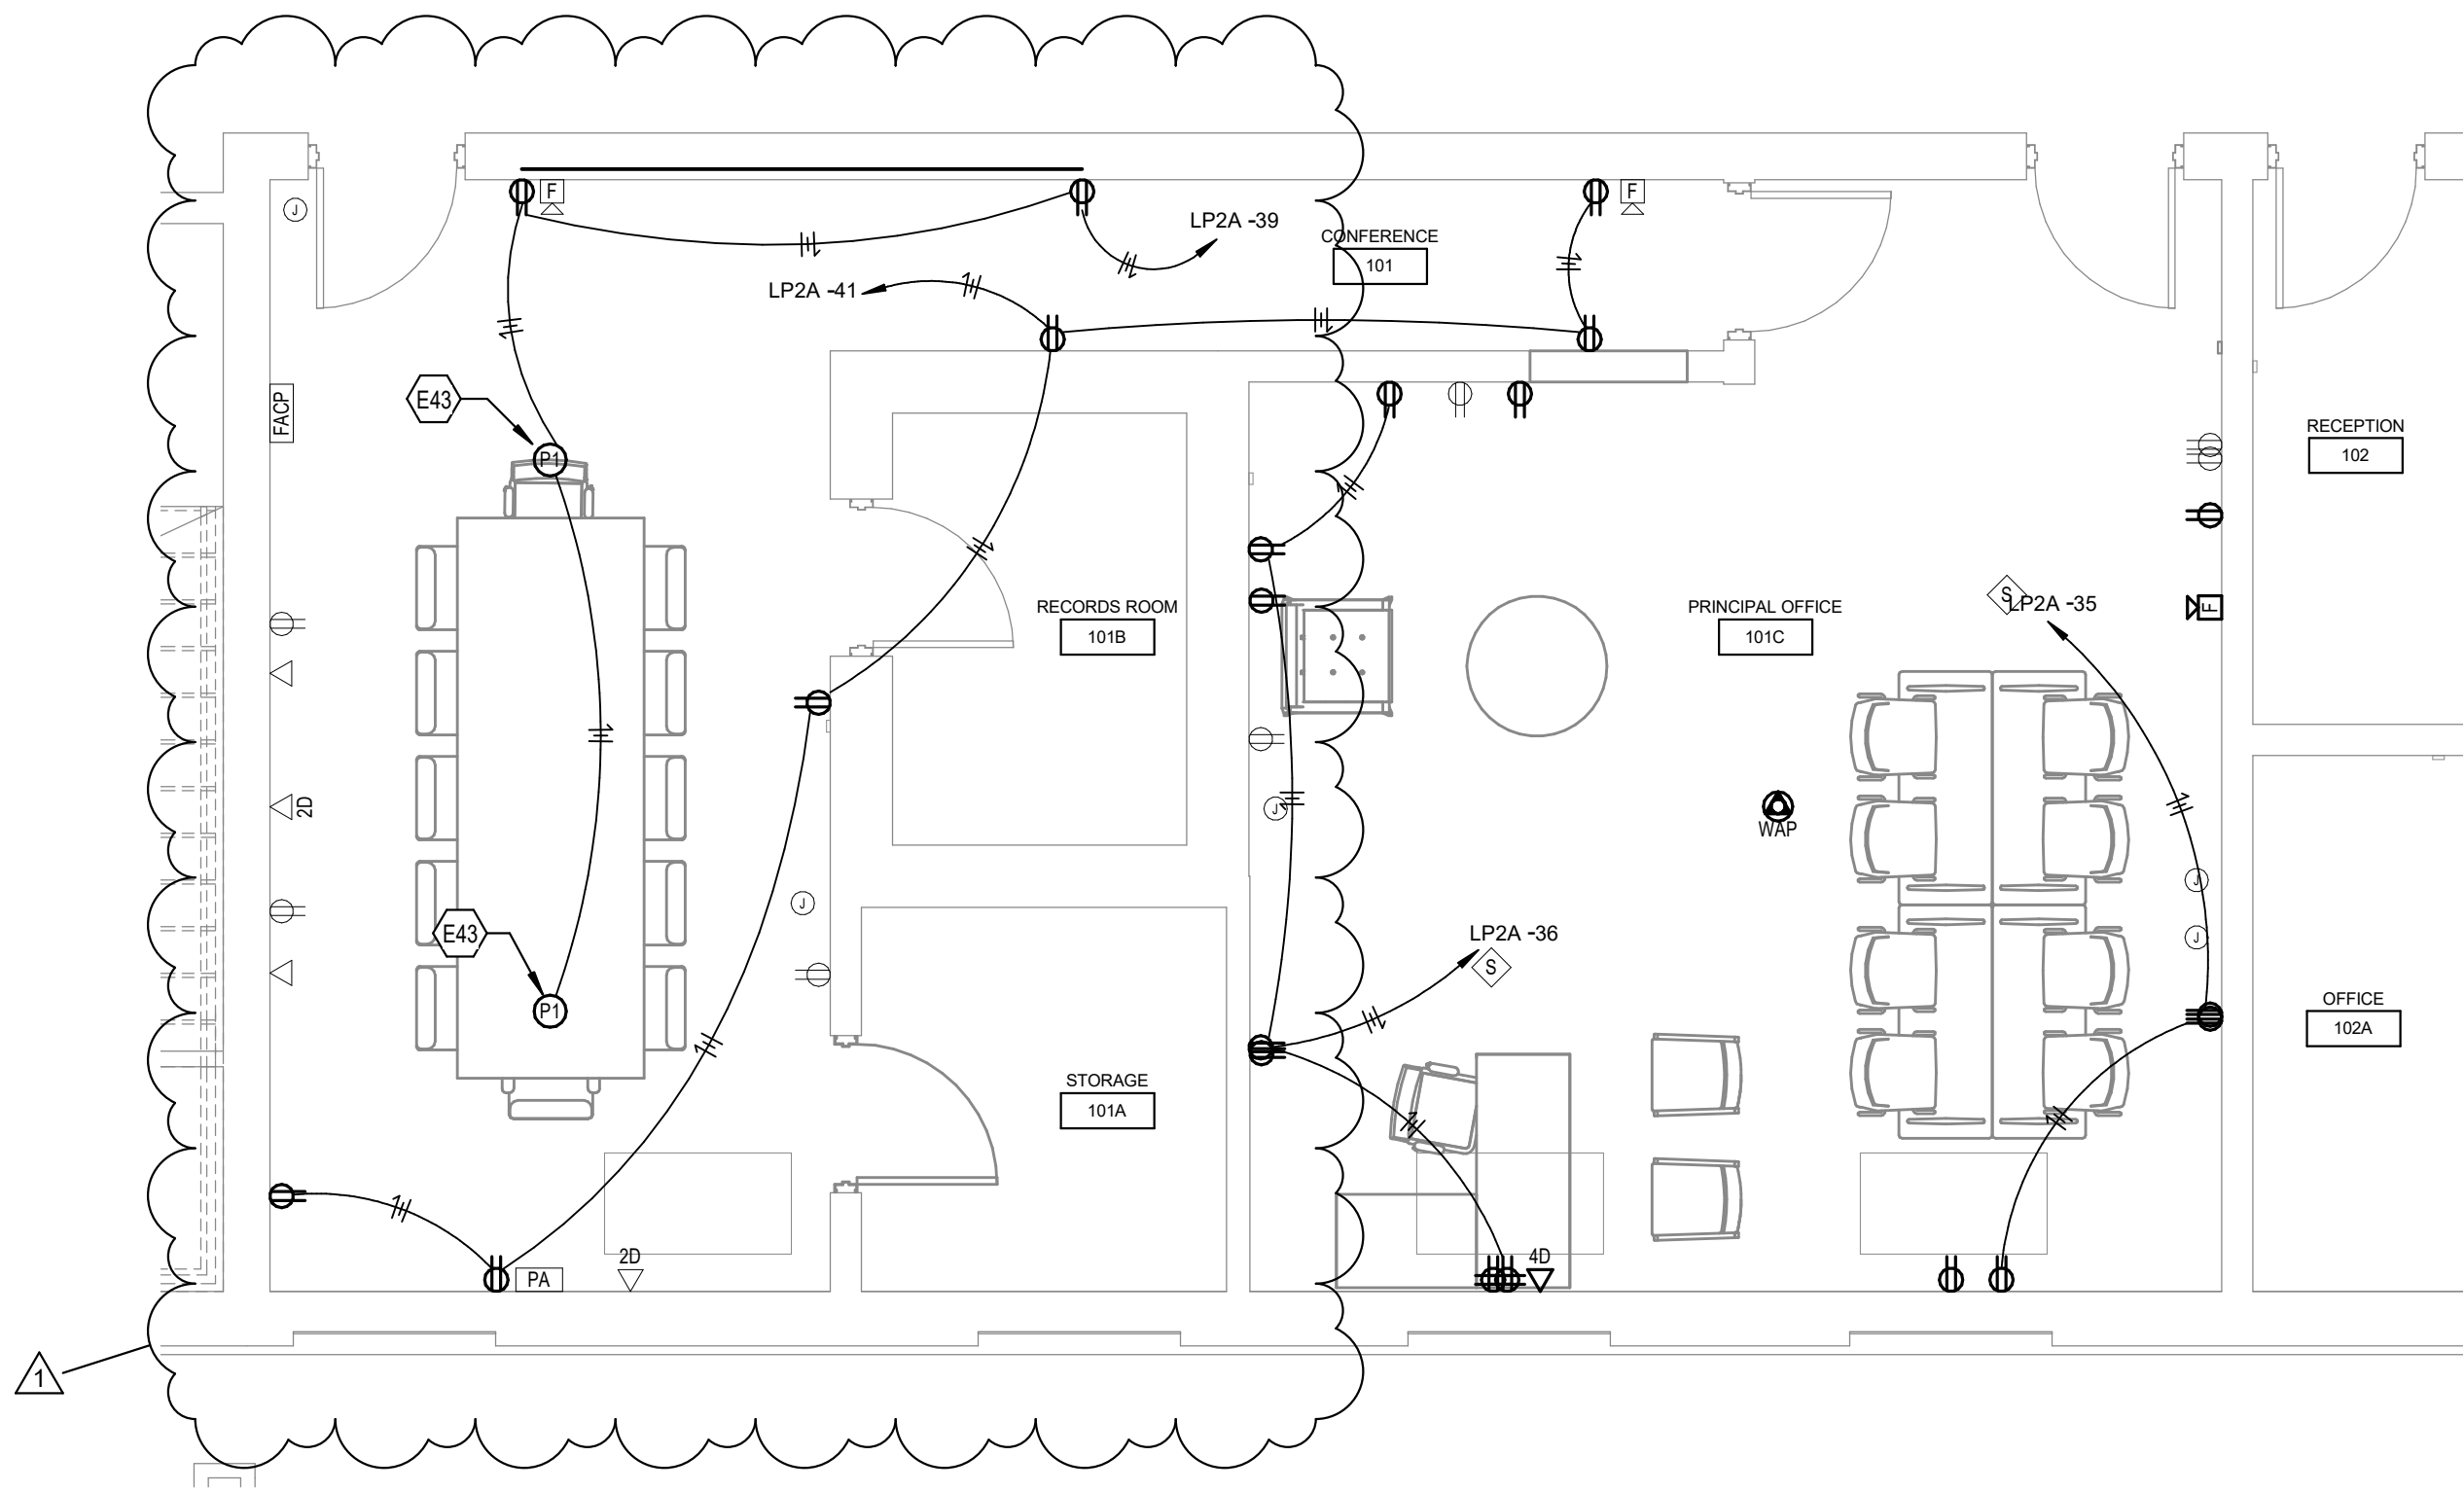 F
F
J
LP2A -39
CONFERENCE
101
LP2A -41
E43
FACP
P1
RECEPTION
102
S
LP2A -35
F
RECORDS ROOM
101B
PRINCIPAL OFFICE
101C
2D
J
WAP
J
J
J
E43
LP2A -36
S
P1
OFFICE
102A
STORAGE
101A
2D
4D
PA
1